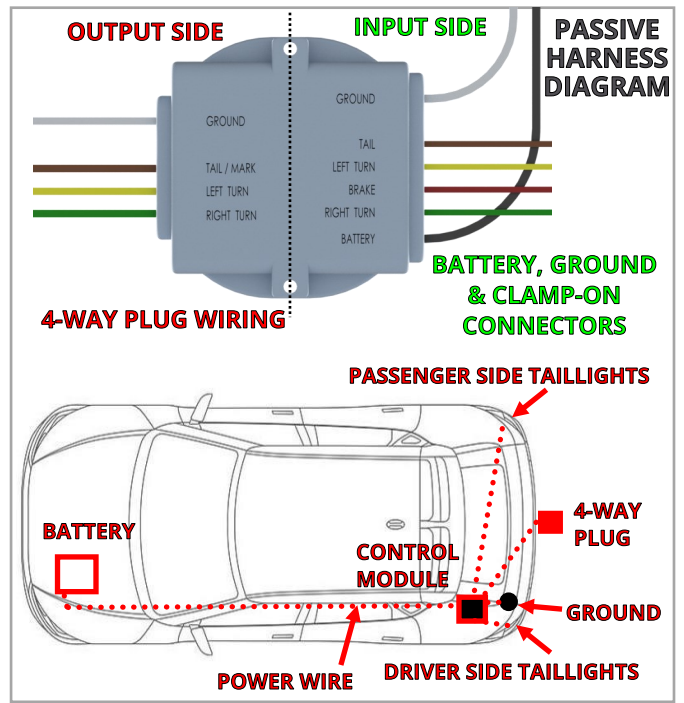 OUTPUT SIDE
INPUT SIDE
PASSIVE
HARNESS
DIAGRAM
GROUND
TAIL / MARK
LEFT TURN
RIGHT TURN
GROUND
TAIL
LEFT TURN
BRAKE
RIGHT TURN
BATTERY
4-WAY PLUG WIRING
BATTERY, GROUND
& CLAMP-ON
CONNECTORS
PASSENGER SIDE TAILLIGHTS
BATTERY
4-WAY
PLUG
CONTROL
MODULE
GROUND
POWER WIRE
DRIVER SIDE TAILLIGHTS